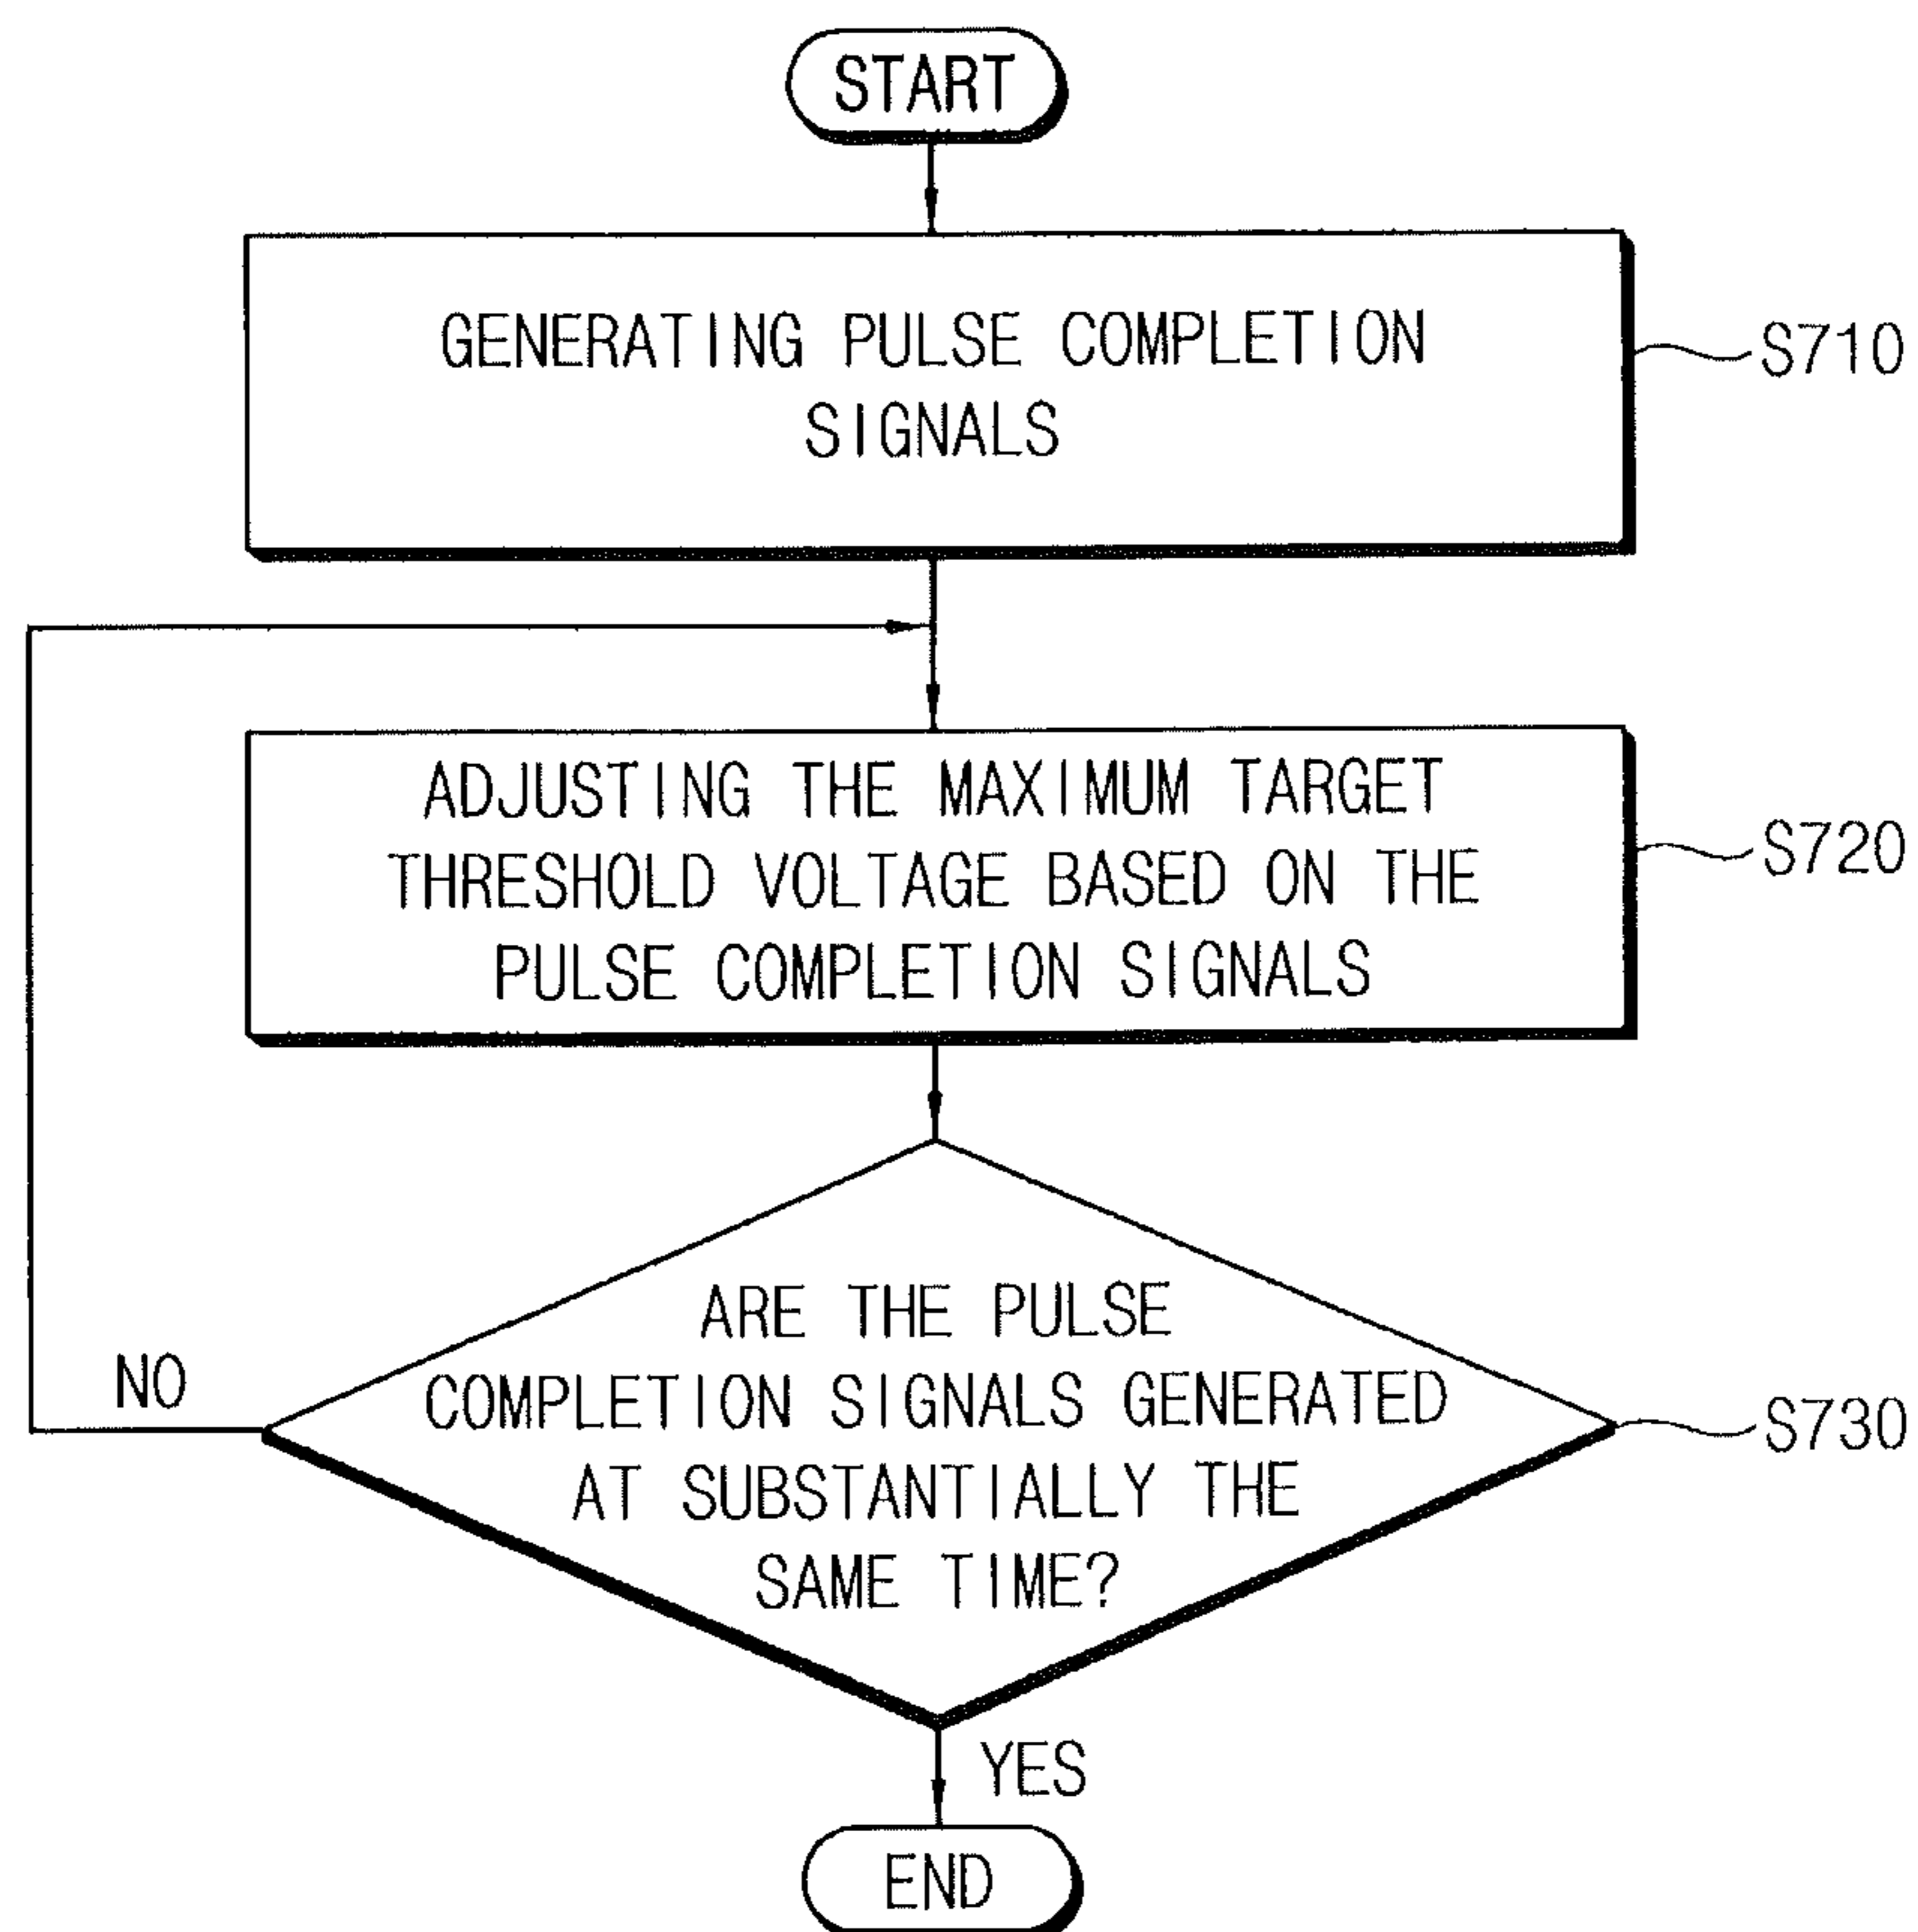 START
GENERATING PULSE COMPLETION
SIGNALS
S710
ADJUSTING THE MAXIMUM TARGET
THRESHOLD VOLTAGE BASED ON THE
PULSE COMPLETION SIGNALS
S720
ARE THE PULSE
COMPLETION SIGNALS GENERATED
AT SUBSTANTIALLY THE
SAME TIME?
S730
NO
YES
END